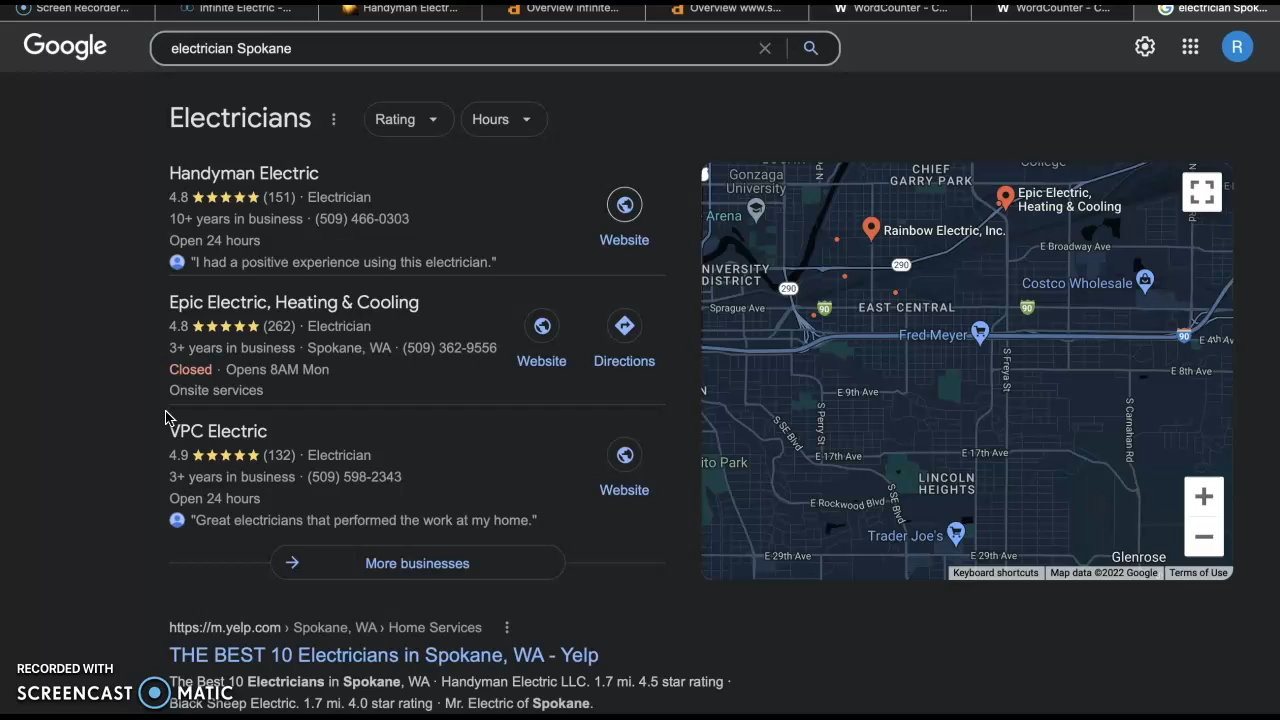 Screen Recorder...
Infinite Electric -...
Handyman Electr...
Overview infinite...
Overview www.s...
WordCounter - C...
WordCounter - C...
electrician Spok...
Google
electrician Spokane
R
Electricians
Rating
Hours
Handyman Electric
4.8 (151) · Electrician
10+ years in business · (509) 466-0303
Open 24 hours
"I had a positive experience using this electrician."
Website
Epic Electric, Heating & Cooling
4.8 (262) · Electrician
3+ years in business · Spokane, WA · (509) 362-9556
Closed · Opens 8AM Mon
Onsite services
Website
Directions
VPC Electric
4.9 (132) · Electrician
3+ years in business · (509) 598-2343
Open 24 hours
"Great electricians that performed the work at my home."
Website
More businesses
Gonzaga
University
CHIEF
GARRY PARK
College
Arena
Epic Electric,
Heating & Cooling
Rainbow Electric, Inc.
E Broadway Ave
290
NIVERSITY
DISTRICT
290
Costco Wholesale
Sprague Ave
90
EAST CENTRAL
90
Fred Meyer
90
E 4th Av
E 8th Ave
S Freya St
E 9th Ave
S Perry St
S SE Blvd
S Carnahan Rd
E 17th Ave
E 17th Ave
ito Park
LINCOLN
HEIGHTS
E Rockwood Blvd
S SE Blvd
Trader Joe's
E 29th Ave
E 29th Ave
Glenrose
Keyboard shortcuts
Map data ©2022 Google
Terms of Use
https://m.yelp.com › Spokane, WA › Home Services
THE BEST 10 Electricians in Spokane, WA - Yelp
The Best 10 Electricians in Spokane, WA · Handyman Electric LLC. 1.7 mi. 4.5 star rating ·
Black Sheep Electric. 1.7 mi. 4.0 star rating · Mr. Electric of Spokane.
RECORDED WITH
SCREENCAST MATIC